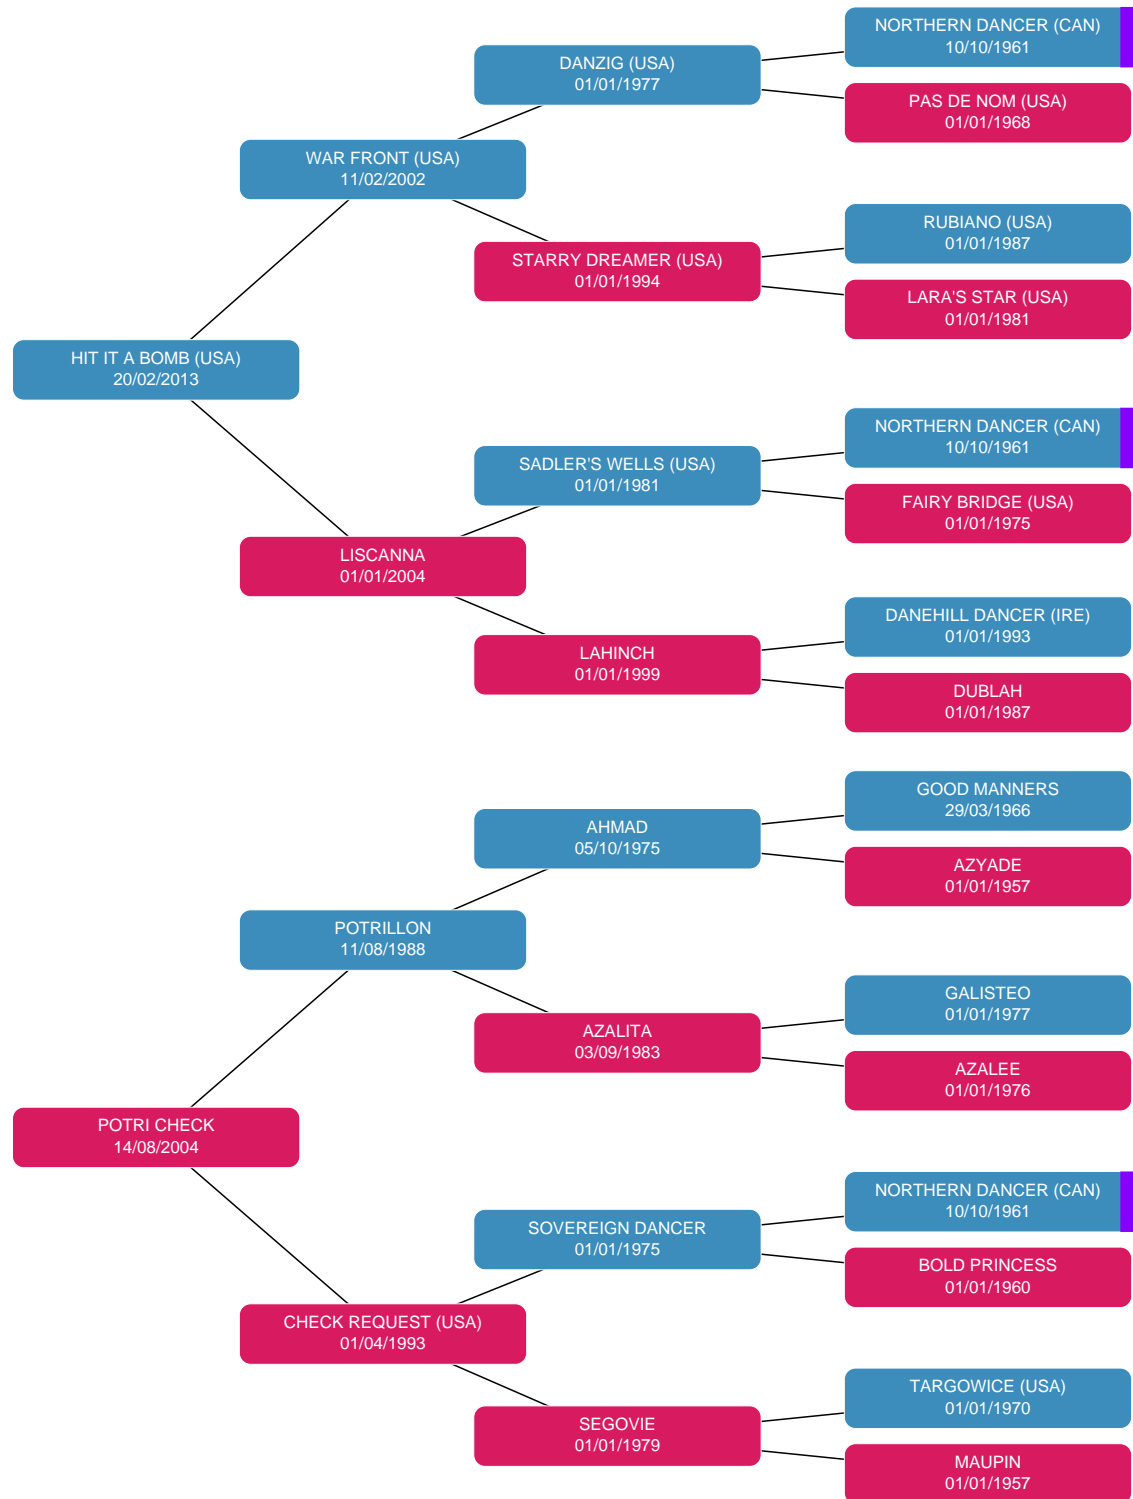 NORTHERN DANCER (CAN)
10/10/1961
DANZIG (USA)
01/01/1977
PAS DE NOM (USA)
01/01/1968
WAR FRONT (USA)
11/02/2002
RUBIANO (USA)
01/01/1987
STARRY DREAMER (USA)
01/01/1994
LARA'S STAR (USA)
01/01/1981
HIT IT A BOMB (USA)
20/02/2013
NORTHERN DANCER (CAN)
10/10/1961
SADLER'S WELLS (USA)
01/01/1981
FAIRY BRIDGE (USA)
01/01/1975
LISCANNA
01/01/2004
DANEHILL DANCER (IRE)
01/01/1993
LAHINCH
01/01/1999
DUBLAH
01/01/1987
GOOD MANNERS
29/03/1966
AHMAD
05/10/1975
AZYADE
01/01/1957
POTRILLON
11/08/1988
GALISTEO
01/01/1977
AZALITA
03/09/1983
AZALEE
01/01/1976
POTRI CHECK
14/08/2004
NORTHERN DANCER (CAN)
10/10/1961
SOVEREIGN DANCER
01/01/1975
BOLD PRINCESS
01/01/1960
CHECK REQUEST (USA)
01/04/1993
TARGOWICE (USA)
01/01/1970
SEGOVIE
01/01/1979
MAUPIN
01/01/1957